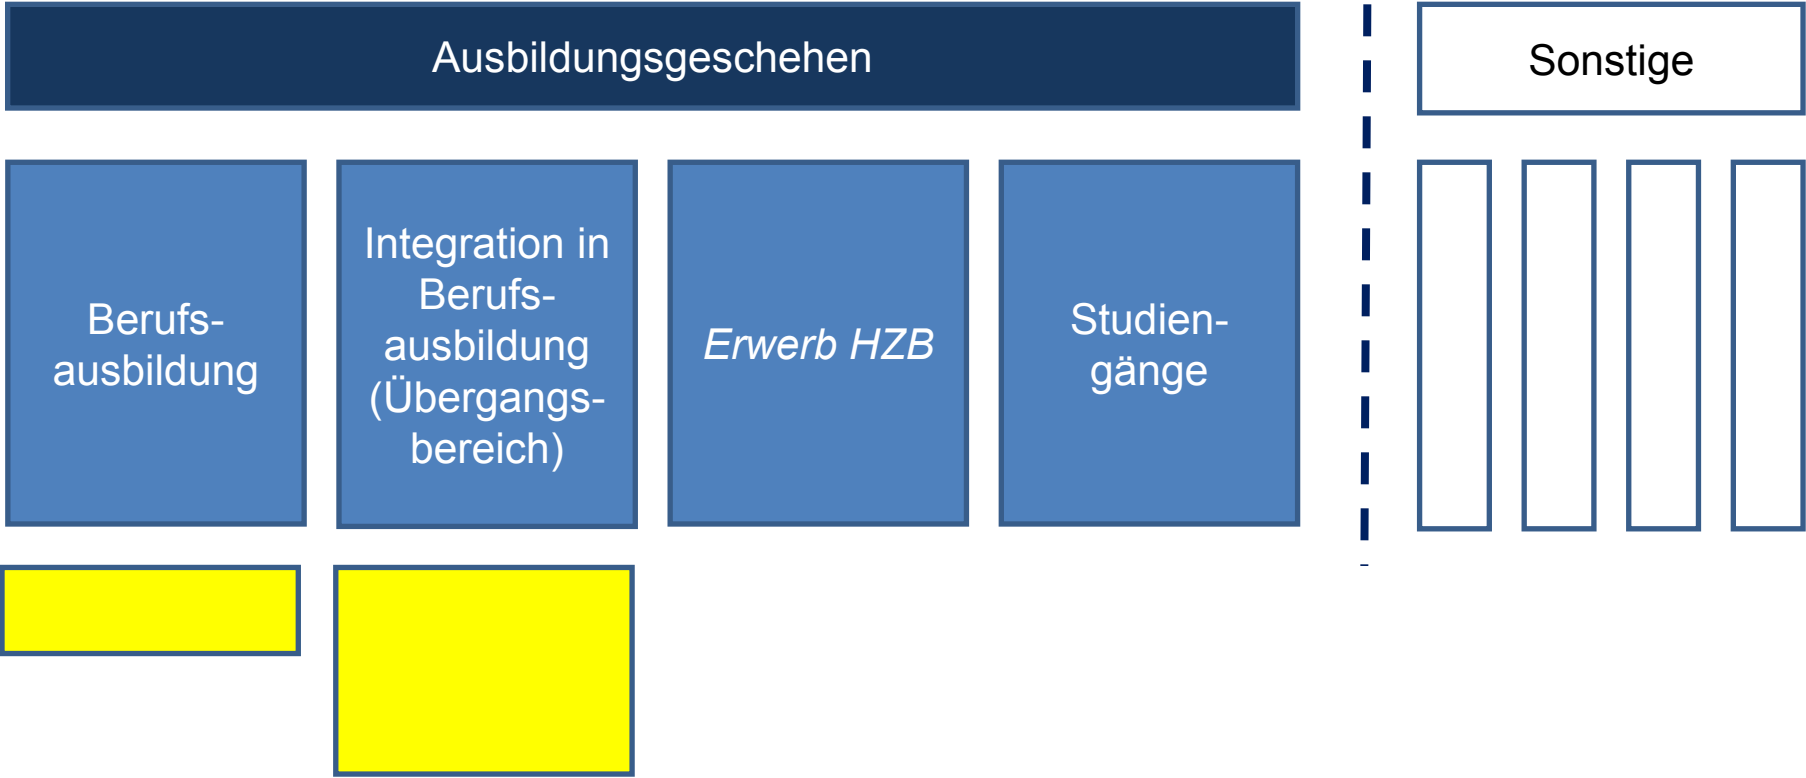 Ausbildungsgeschehen
Sonstige
Berufs-
ausbildung
Integration in
Berufs-
ausbildung
(Übergangs-
bereich)
Erwerb HZB
Studien-
gänge